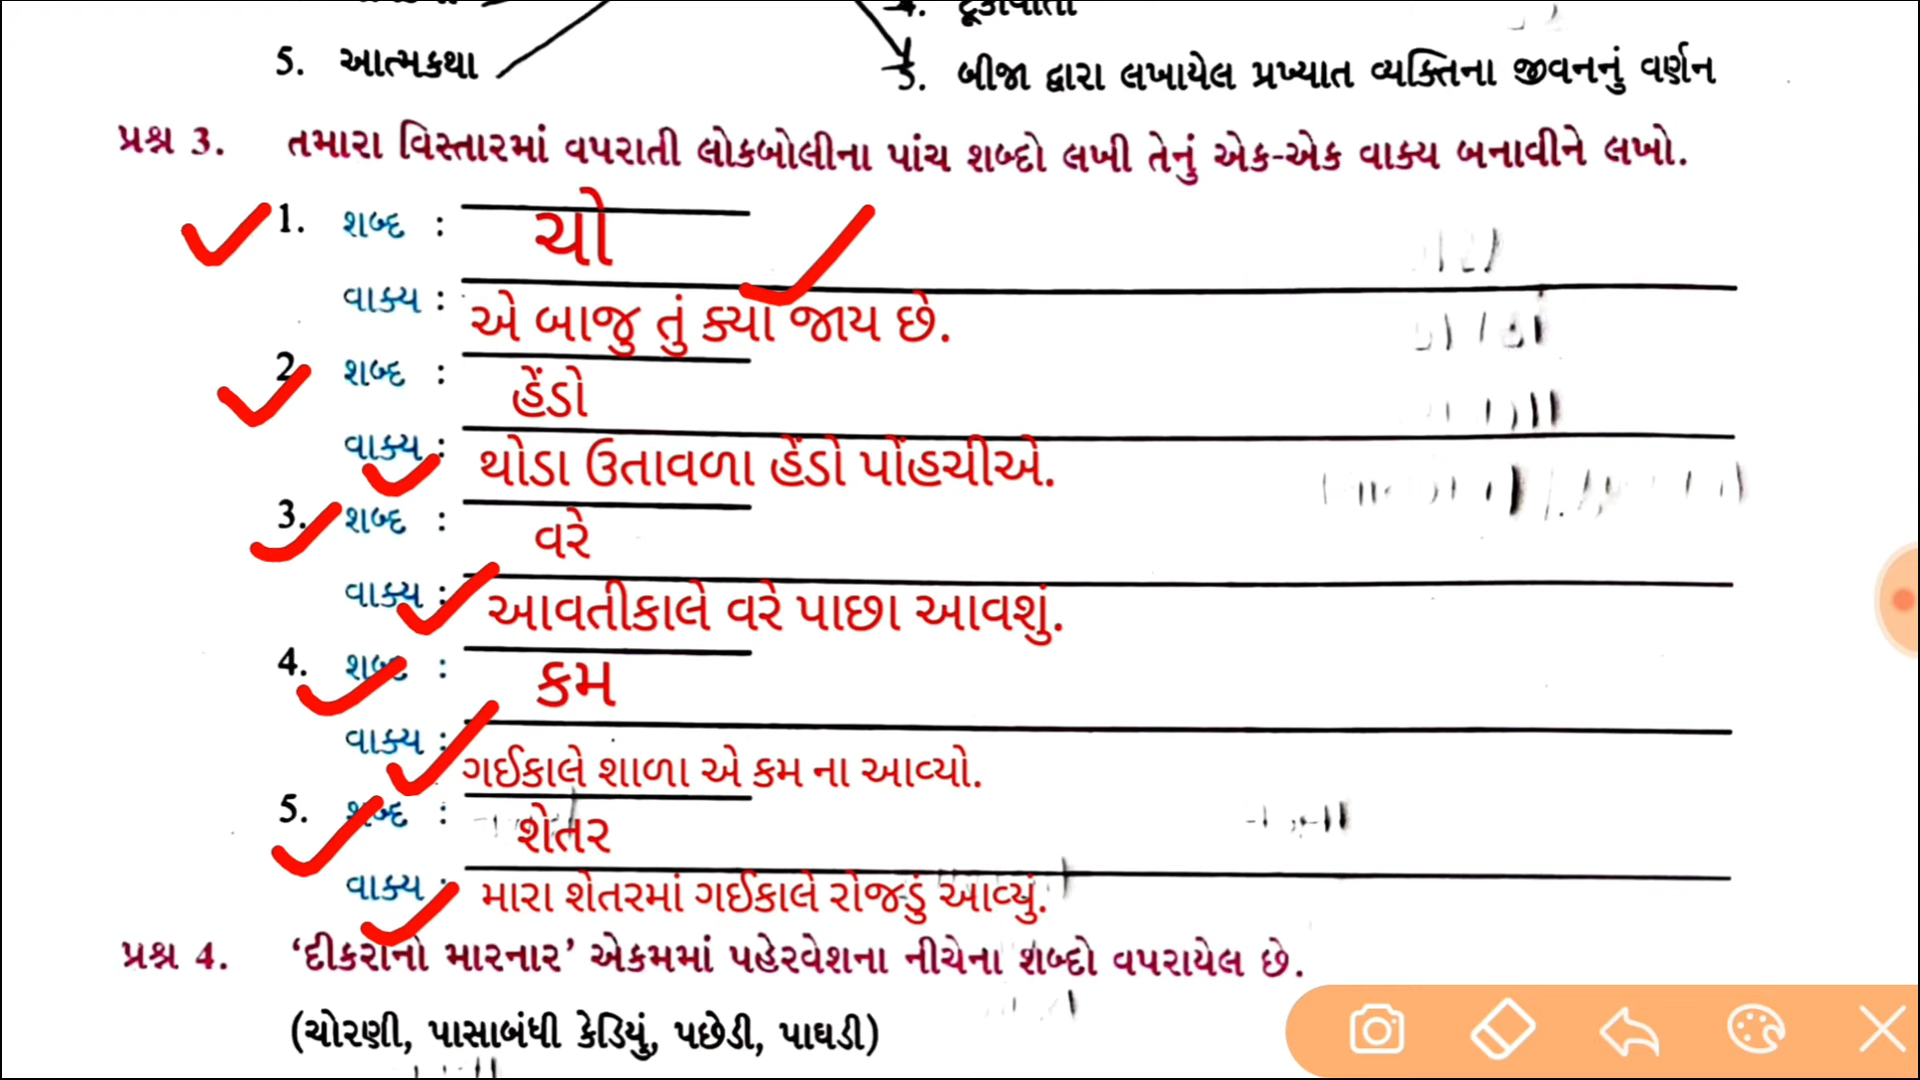 5. આત્મકથા
5. બીજા દ્વારા લખાયેલ પ્રખ્યાત વ્યક્તિના જીવનનું વર્ણન
પ્રશ્ન 3. તમારા વિસ્તારમાં વપરાતી લોકબોલીના પાંચ શબ્દો લખી તેનું એક-એક વાક્ય બનાવીને લખો.
1. શબ્દ : ચો
વાક્ય : એ બાજુ તું ક્યાં જાય છે.
2. શબ્દ : હેંડો
વાક્ય : થોડા ઉતાવળા હેંડો પોંહચીએ.
3. શબ્દ : વરે
વાક્ય : આવતીકાલે વરે પાછા આવશું.
4. શબ્દ : કમ
વાક્ય : ગઈકાલે શાળા એ કમ ના આવ્યો.
5. શબ્દ : શેતર
વાક્ય : મારા શેતરમાં ગઈકાલે રોજડું આવ્યું.
પ્રશ્ન 4. ‘દીકરાનો મારનાર’ એકમમાં પહેરવેશના નીચેના શબ્દો વપરાયેલ છે.
(ચોરણી, પાસાબંધી કેડિયું, પછેડી, પાઘડી)